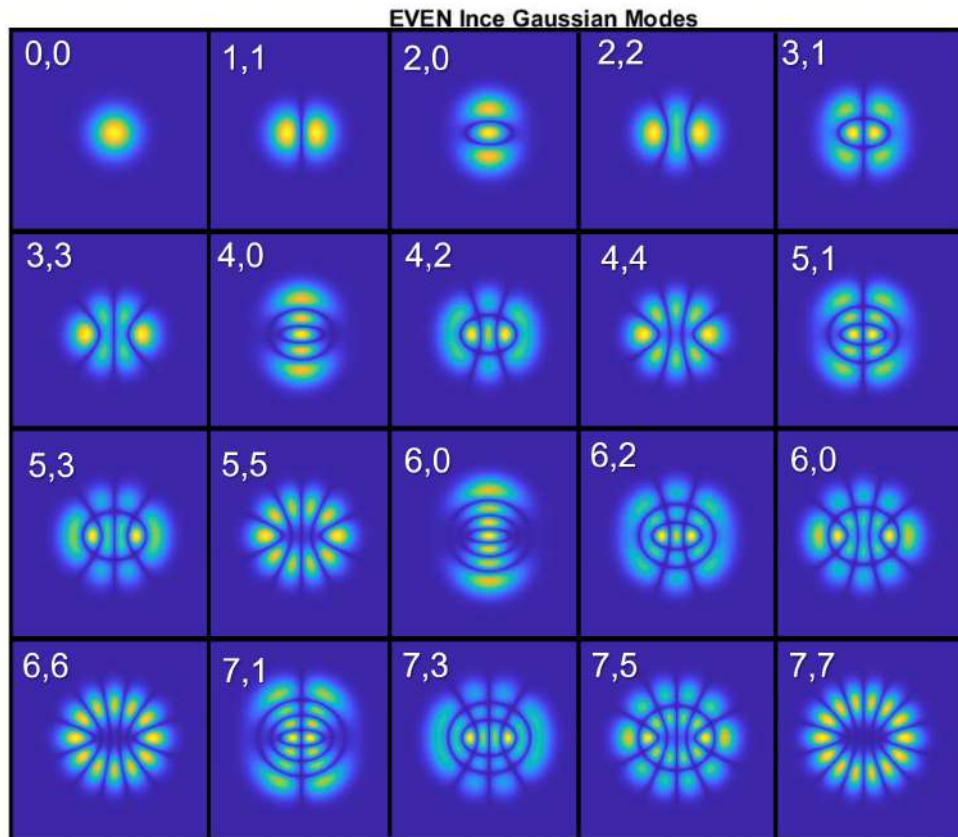 EVEN Ince Gaussian Modes
0,0 1,1 2,0 2,2 3,1
3,3 4,0 4,2 4,4 5,1
5,3 5,5 6,0 6,2 6,0
6,6 7,1 7,3 7,5 7,7